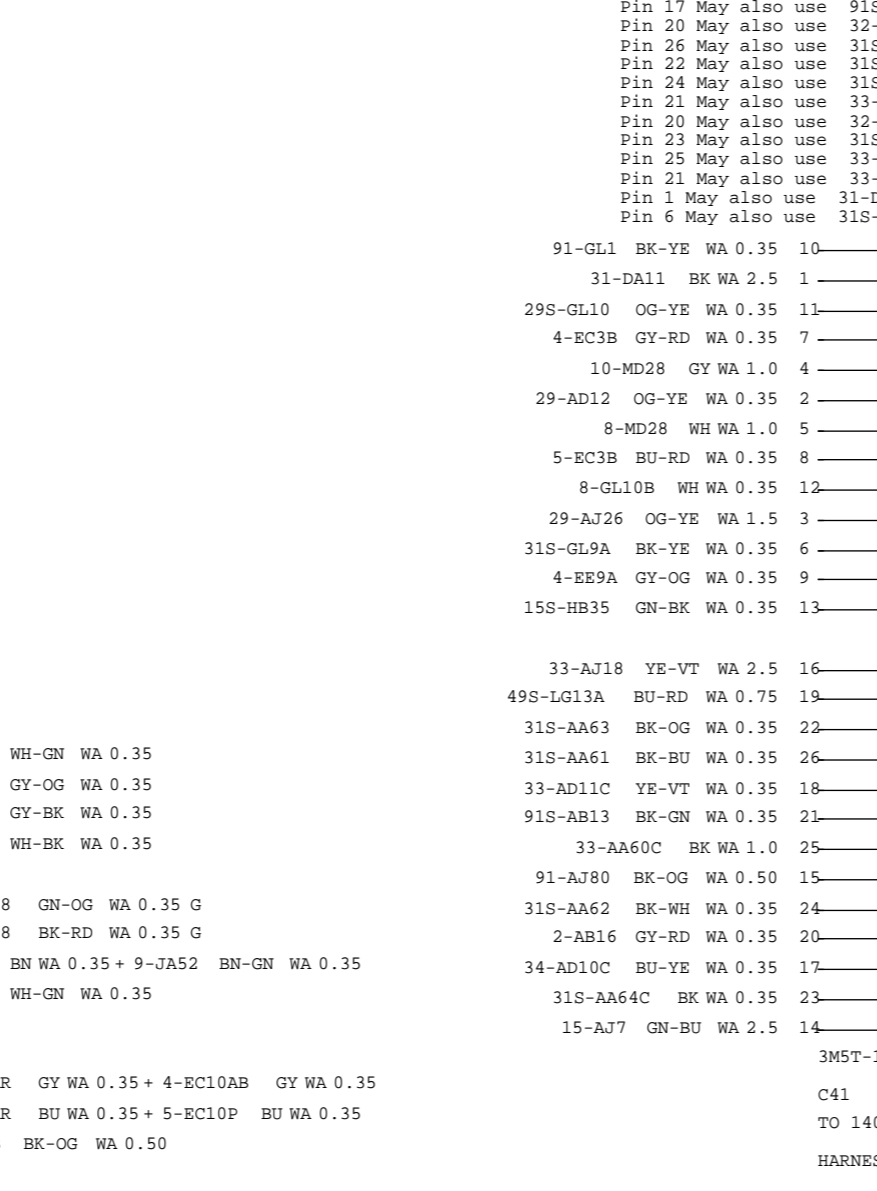 Pin 17 May also use 91S
Pin 20 May also use 32-
Pin 26 May also use 31S
Pin 22 May also use 31S
Pin 24 May also use 31S
Pin 21 May also use 33-
Pin 20 May also use 32-
Pin 23 May also use 31S
Pin 25 May also use 33-
Pin 21 May also use 33-
Pin 1 May also use 31-D
Pin 6 May also use 31S-
91-GL1 BK-YE WA 0.35 10
31-DA11 BK WA 2.5 1
29S-GL10 OG-YE WA 0.35 11
4-EC3B GY-RD WA 0.35 7
10-MD28 GY WA 1.0 4
29-AD12 OG-YE WA 0.35 2
8-MD28 WH WA 1.0 5
5-EC3B BU-RD WA 0.35 8
8-GL10B WH WA 0.35 12
29-AJ26 OG-YE WA 1.5 3
31S-GL9A BK-YE WA 0.35 6
4-EE9A GY-OG WA 0.35 9
15S-HB35 GN-BK WA 0.35 13
33-AJ18 YE-VT WA 2.5 16
49S-LG13A BU-RD WA 0.75 19
31S-AA63 BK-OG WA 0.35 22
31S-AA61 BK-BU WA 0.35 26
33-AD11C YE-VT WA 0.35 18
91S-AB13 BK-GN WA 0.35 21
33-AA60C BK WA 1.0 25
91-AJ80 BK-OG WA 0.50 15
31S-AA62 BK-WH WA 0.35 24
2-AB16 GY-RD WA 0.35 20
34-AD10C BU-YE WA 0.35 17
31S-AA64C BK WA 0.35 23
15-AJ7 GN-BU WA 2.5 14
3M5T-1
C41
TO 140
HARNES
WH-GN WA 0.35
GY-OG WA 0.35
GY-BK WA 0.35
WH-BK WA 0.35
8 GN-OG WA 0.35 G
8 BK-RD WA 0.35 G
BN WA 0.35 + 9-JA52 BN-GN WA 0.35
WH-GN WA 0.35
R GY WA 0.35 + 4-EC10AB GY WA 0.35
R BU WA 0.35 + 5-EC10P BU WA 0.35
BK-OG WA 0.50